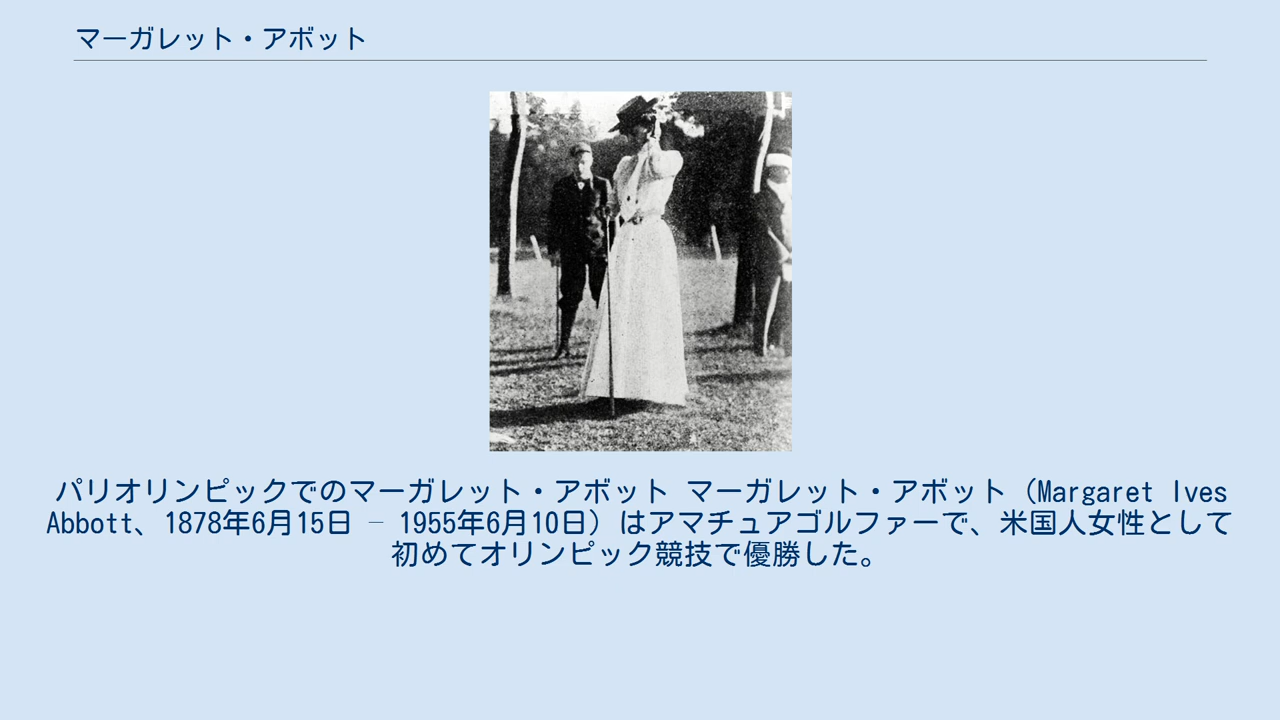 マーガレット・アボット
パリオリンピックでのマーガレット・アボット マーガレット・アボット（Margaret Ives
Abbott、1878年6月15日 – 1955年6月10日）はアマチュアゴルファーで、米国人女性として
初めてオリンピック競技で優勝した。